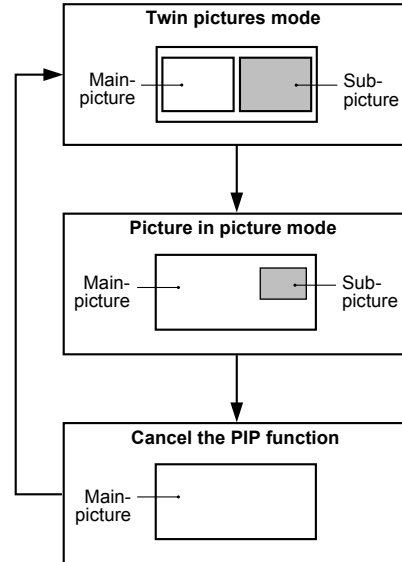 Twin pictures mode
Main-
picture
Sub-
picture
Picture in picture mode
Main-
picture
Sub-
picture
Cancel the PIP function
Main-
picture